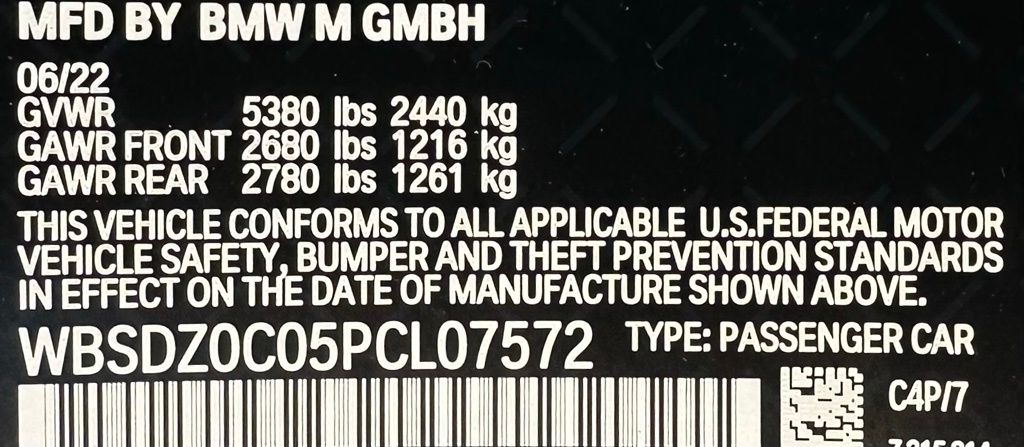 MFD BY BMW M GMBH
06/22
GVWR 5380 lbs 2440 kg
GAWR FRONT 2680 lbs 1216 kg
GAWR REAR 2780 lbs 1261 kg
THIS VEHICLE CONFORMS TO ALL APPLICABLE U.S.FEDERAL MOTOR
VEHICLE SAFETY, BUMPER AND THEFT PREVENTION STANDARDS
IN EFFECT ON THE DATE OF MANUFACTURE SHOWN ABOVE.
WBSDZ0C05PCL07572 TYPE: PASSENGER CAR
C4P/7